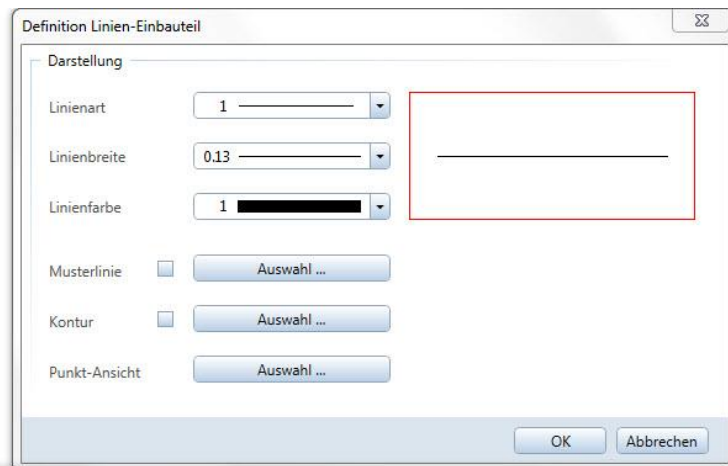 Definition Linien-Einbauteil
Darstellung
Linienart 1
Linienbreite 0.13
Linienfarbe 1
Musterlinie Auswahl ...
Kontur Auswahl ...
Punkt-Ansicht Auswahl ...
OK Abbrechen